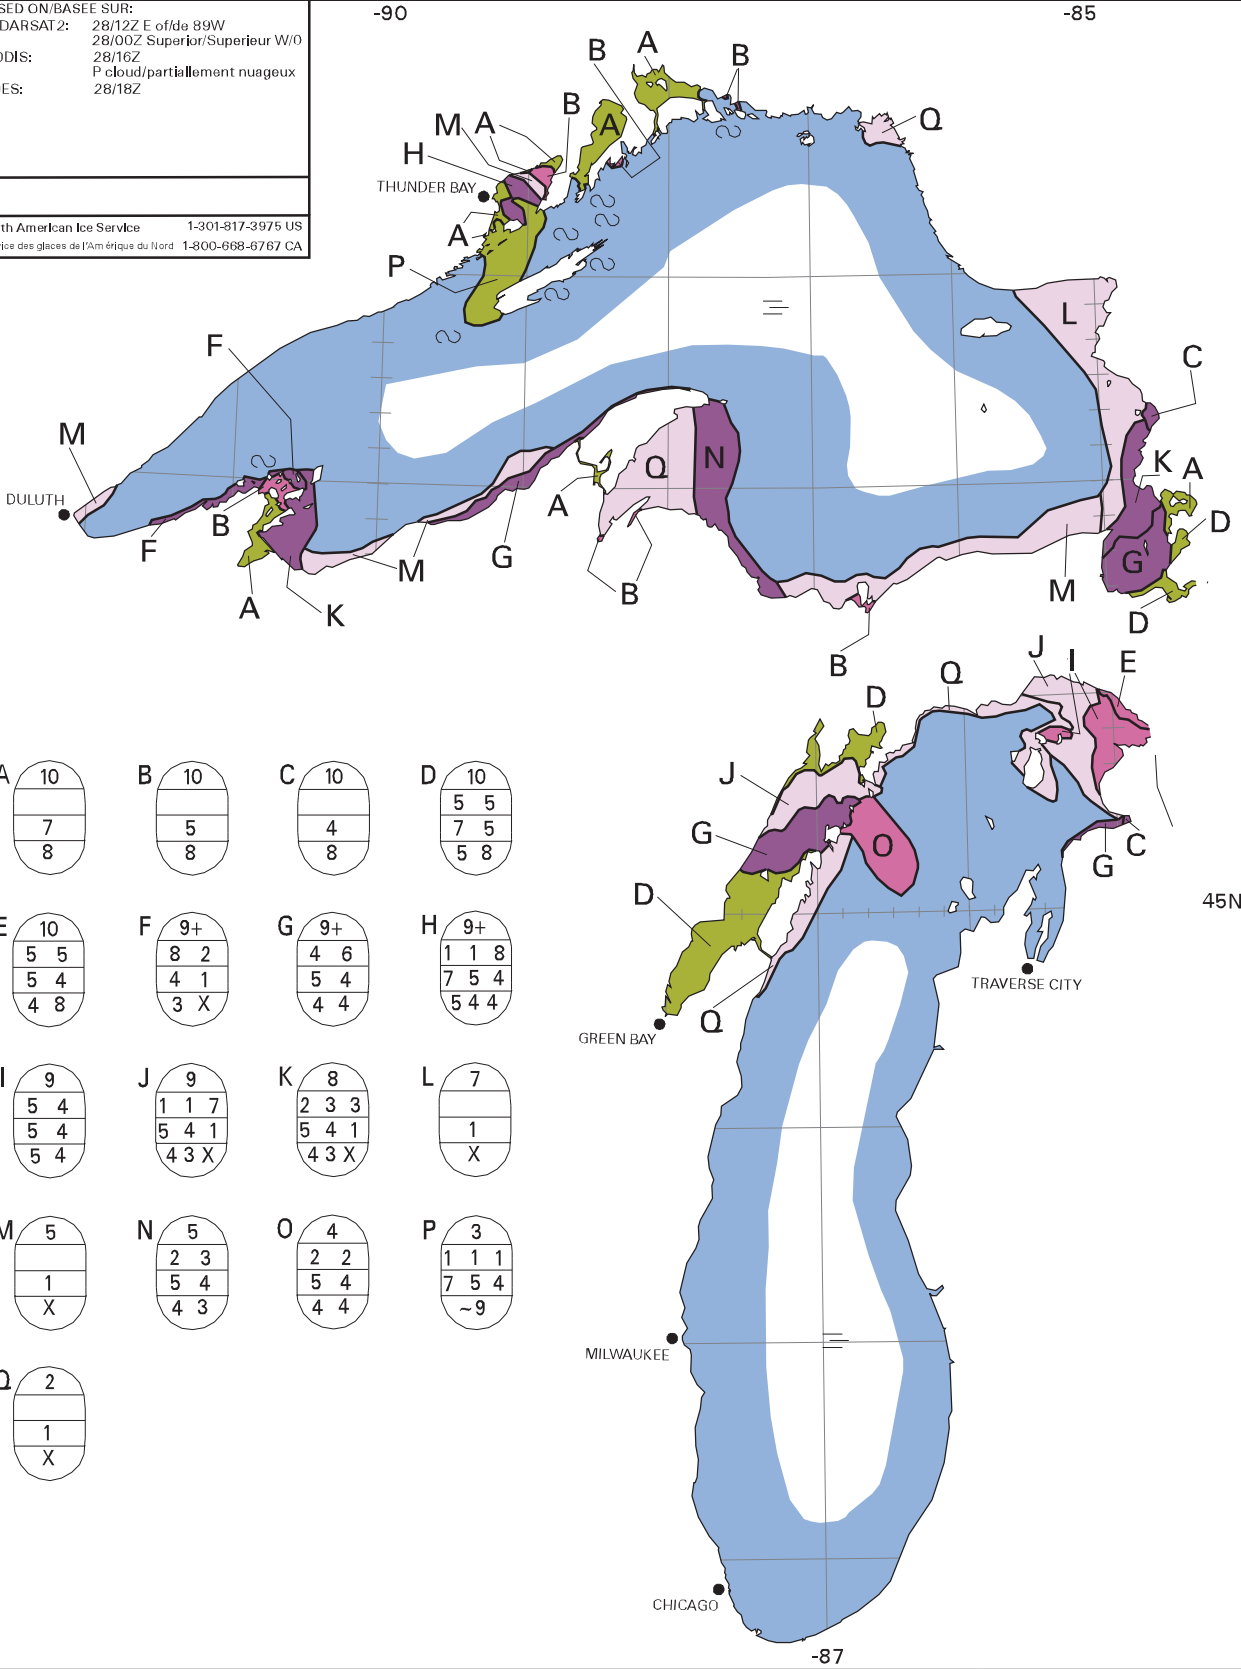 SED ON/BASEE SUR:
DARSAT2: 28/12Z E of/de 89W
28/00Z Superior/Superieur W/0
ODIS: 28/16Z
P cloud/partiallement nuageux
ES: 28/18Z
rth American Ice Service 1-301-817-3975 US
vice des glaces de l'Amérique du Nord 1-800-668-6767 CA
-90
-85
B
A
B
M
A
B
A
H
Q
THUNDER BAY
A
P
L
F
C
M
Q
N
K
A
DULUTH
B
A
D
F
G
G
M
M
A
K
B
D
B
J
I
E
Q
D
J
G
O
C
G
D
45N
TRAVERSE CITY
Q
GREEN BAY
MILWAUKEE
CHICAGO
-87
A
10
7
8
B
10
5
8
C
10
4
8
D
10
5 5
7 5
5 8
E
10
5 5
5 4
4 8
F
9+
8 2
4 1
3 X
G
9+
4 6
5 4
4 4
H
9+
1 1 8
7 5 4
5 4 4
I
9
5 4
5 4
5 4
J
9
1 1 7
5 4 1
4 3 X
K
8
2 3 3
5 4 1
4 3 X
L
7
1
X
M
5
1
X
N
5
2 3
5 4
4 3
O
4
2 2
5 4
4 4
P
3
1 1 1
7 5 4
~9
Q
2
1
X